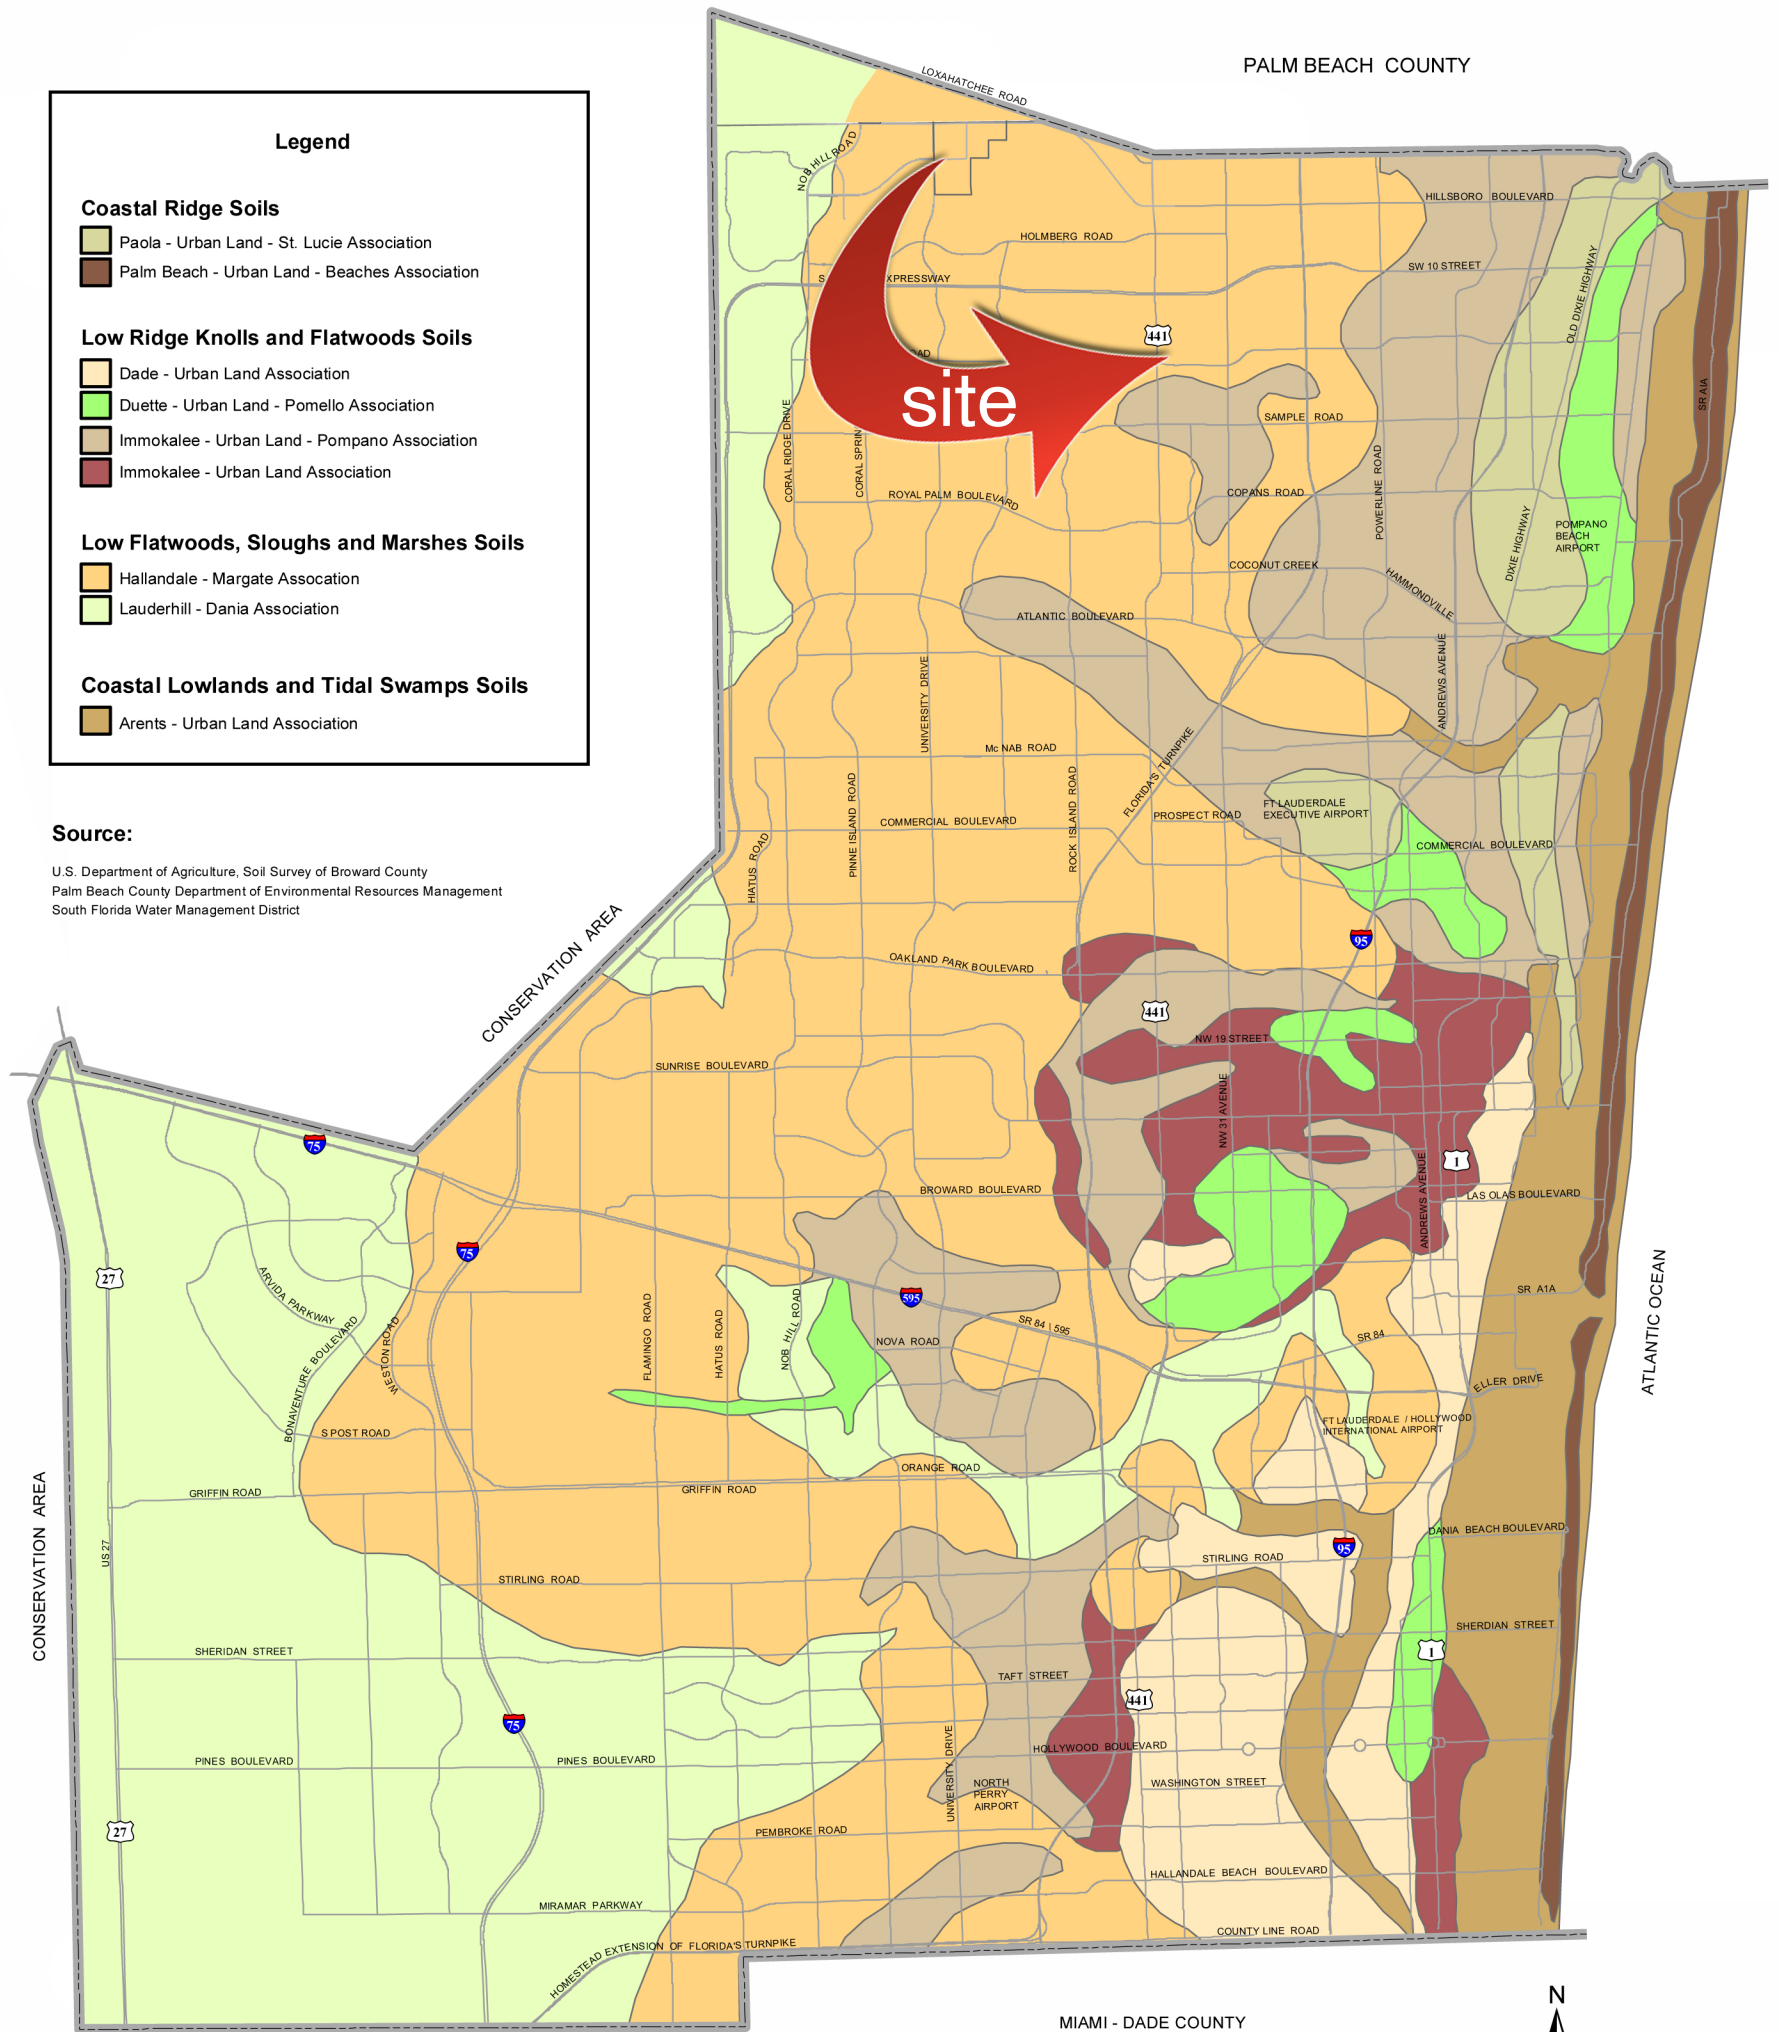 PALM BEACH COUNTY
LOXAHATCHEE ROAD
Legend
Coastal Ridge Soils
Paola - Urban Land - St. Lucie Association
Palm Beach - Urban Land - Beaches Association
Low Ridge Knolls and Flatwoods Soils
Dade - Urban Land Association
Duette - Urban Land - Pomello Association
Immokalee - Urban Land - Pompano Association
Immokalee - Urban Land Association
Low Flatwoods, Sloughs and Marshes Soils
Hallandale - Margate Assocation
Lauderhill - Dania Association
Coastal Lowlands and Tidal Swamps Soils
Arents - Urban Land Association
Source:
U.S. Department of Agriculture, Soil Survey of Broward County
Palm Beach County Department of Environmental Resources Management
South Florida Water Management District
NOB HILL ROAD
HILLSBORO BOULEVARD
HOLMBERG ROAD
SW 10 STREET
S
XPRESSWAY
OLD DIXIE HIGHWAY
441
OAD
site
SR A1A
CORAL RIDGE DRIVE
CORAL SPRIN
SAMPLE ROAD
POWERLINE ROAD
ROYAL PALM BOULEVARD
COPANS ROAD
DIXIE HIGHWAY
POMPANO
BEACH
AIRPORT
COCONUT CREEK
HAMMONDVILLE
ATLANTIC BOULEVARD
UNIVERSITY DRIVE
ANDREWS AVENUE
Mc NAB ROAD
FLORIDA'S TURNPIKE
PINNE ISLAND ROAD
ROCK ISLAND ROAD
COMMERCIAL BOULEVARD
PROSPECT ROAD
FT LAUDERDALE
EXECUTIVE AIRPORT
COMMERCIAL BOULEVARD
HIATUS ROAD
CONSERVATION AREA
OAKLAND PARK BOULEVARD
95
441
NW 19 STREET
SUNRISE BOULEVARD
NW 31 AVENUE
75
1
ANDREWS AVENUE
BROWARD BOULEVARD
LAS OLAS BOULEVARD
75
27
ARVIDA PARKWAY
BONAVENTURE BOULEVARD
WESTON ROAD
FLAMINGO ROAD
HATUS ROAD
NOB HILL ROAD
595
SR 84 | 595
NOVA ROAD
SR 84
SR A1A
ATLANTIC OCEAN
ELLER DRIVE
FT LAUDERDALE / HOLLYWOOD
INTERNATIONAL AIRPORT
S POST ROAD
ORANGE ROAD
GRIFFIN ROAD
GRIFFIN ROAD
CONSERVATION AREA
US 27
DANIA BEACH BOULEVARD
95
STIRLING ROAD
STIRLING ROAD
SHERIDAN STREET
SHERDIAN STREET
1
TAFT STREET
441
75
HOLLYWOOD BOULEVARD
PINES BOULEVARD
PINES BOULEVARD
UNIVERSITY DRIVE
NORTH
PERRY
AIRPORT
WASHINGTON STREET
27
PEMBROKE ROAD
HALLANDALE BEACH BOULEVARD
MIRAMAR PARKWAY
COUNTY LINE ROAD
HOMESTEAD EXTENSION OF FLORIDA'S TURNPIKE
N
MIAMI - DADE COUNTY